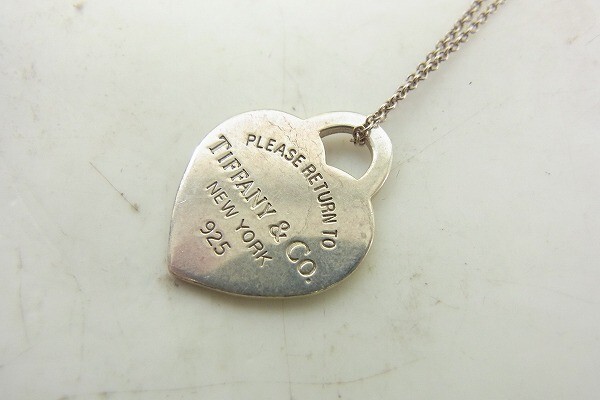 PLEASE RETURN TO
TIFFANY & CO.
NEW YORK
925